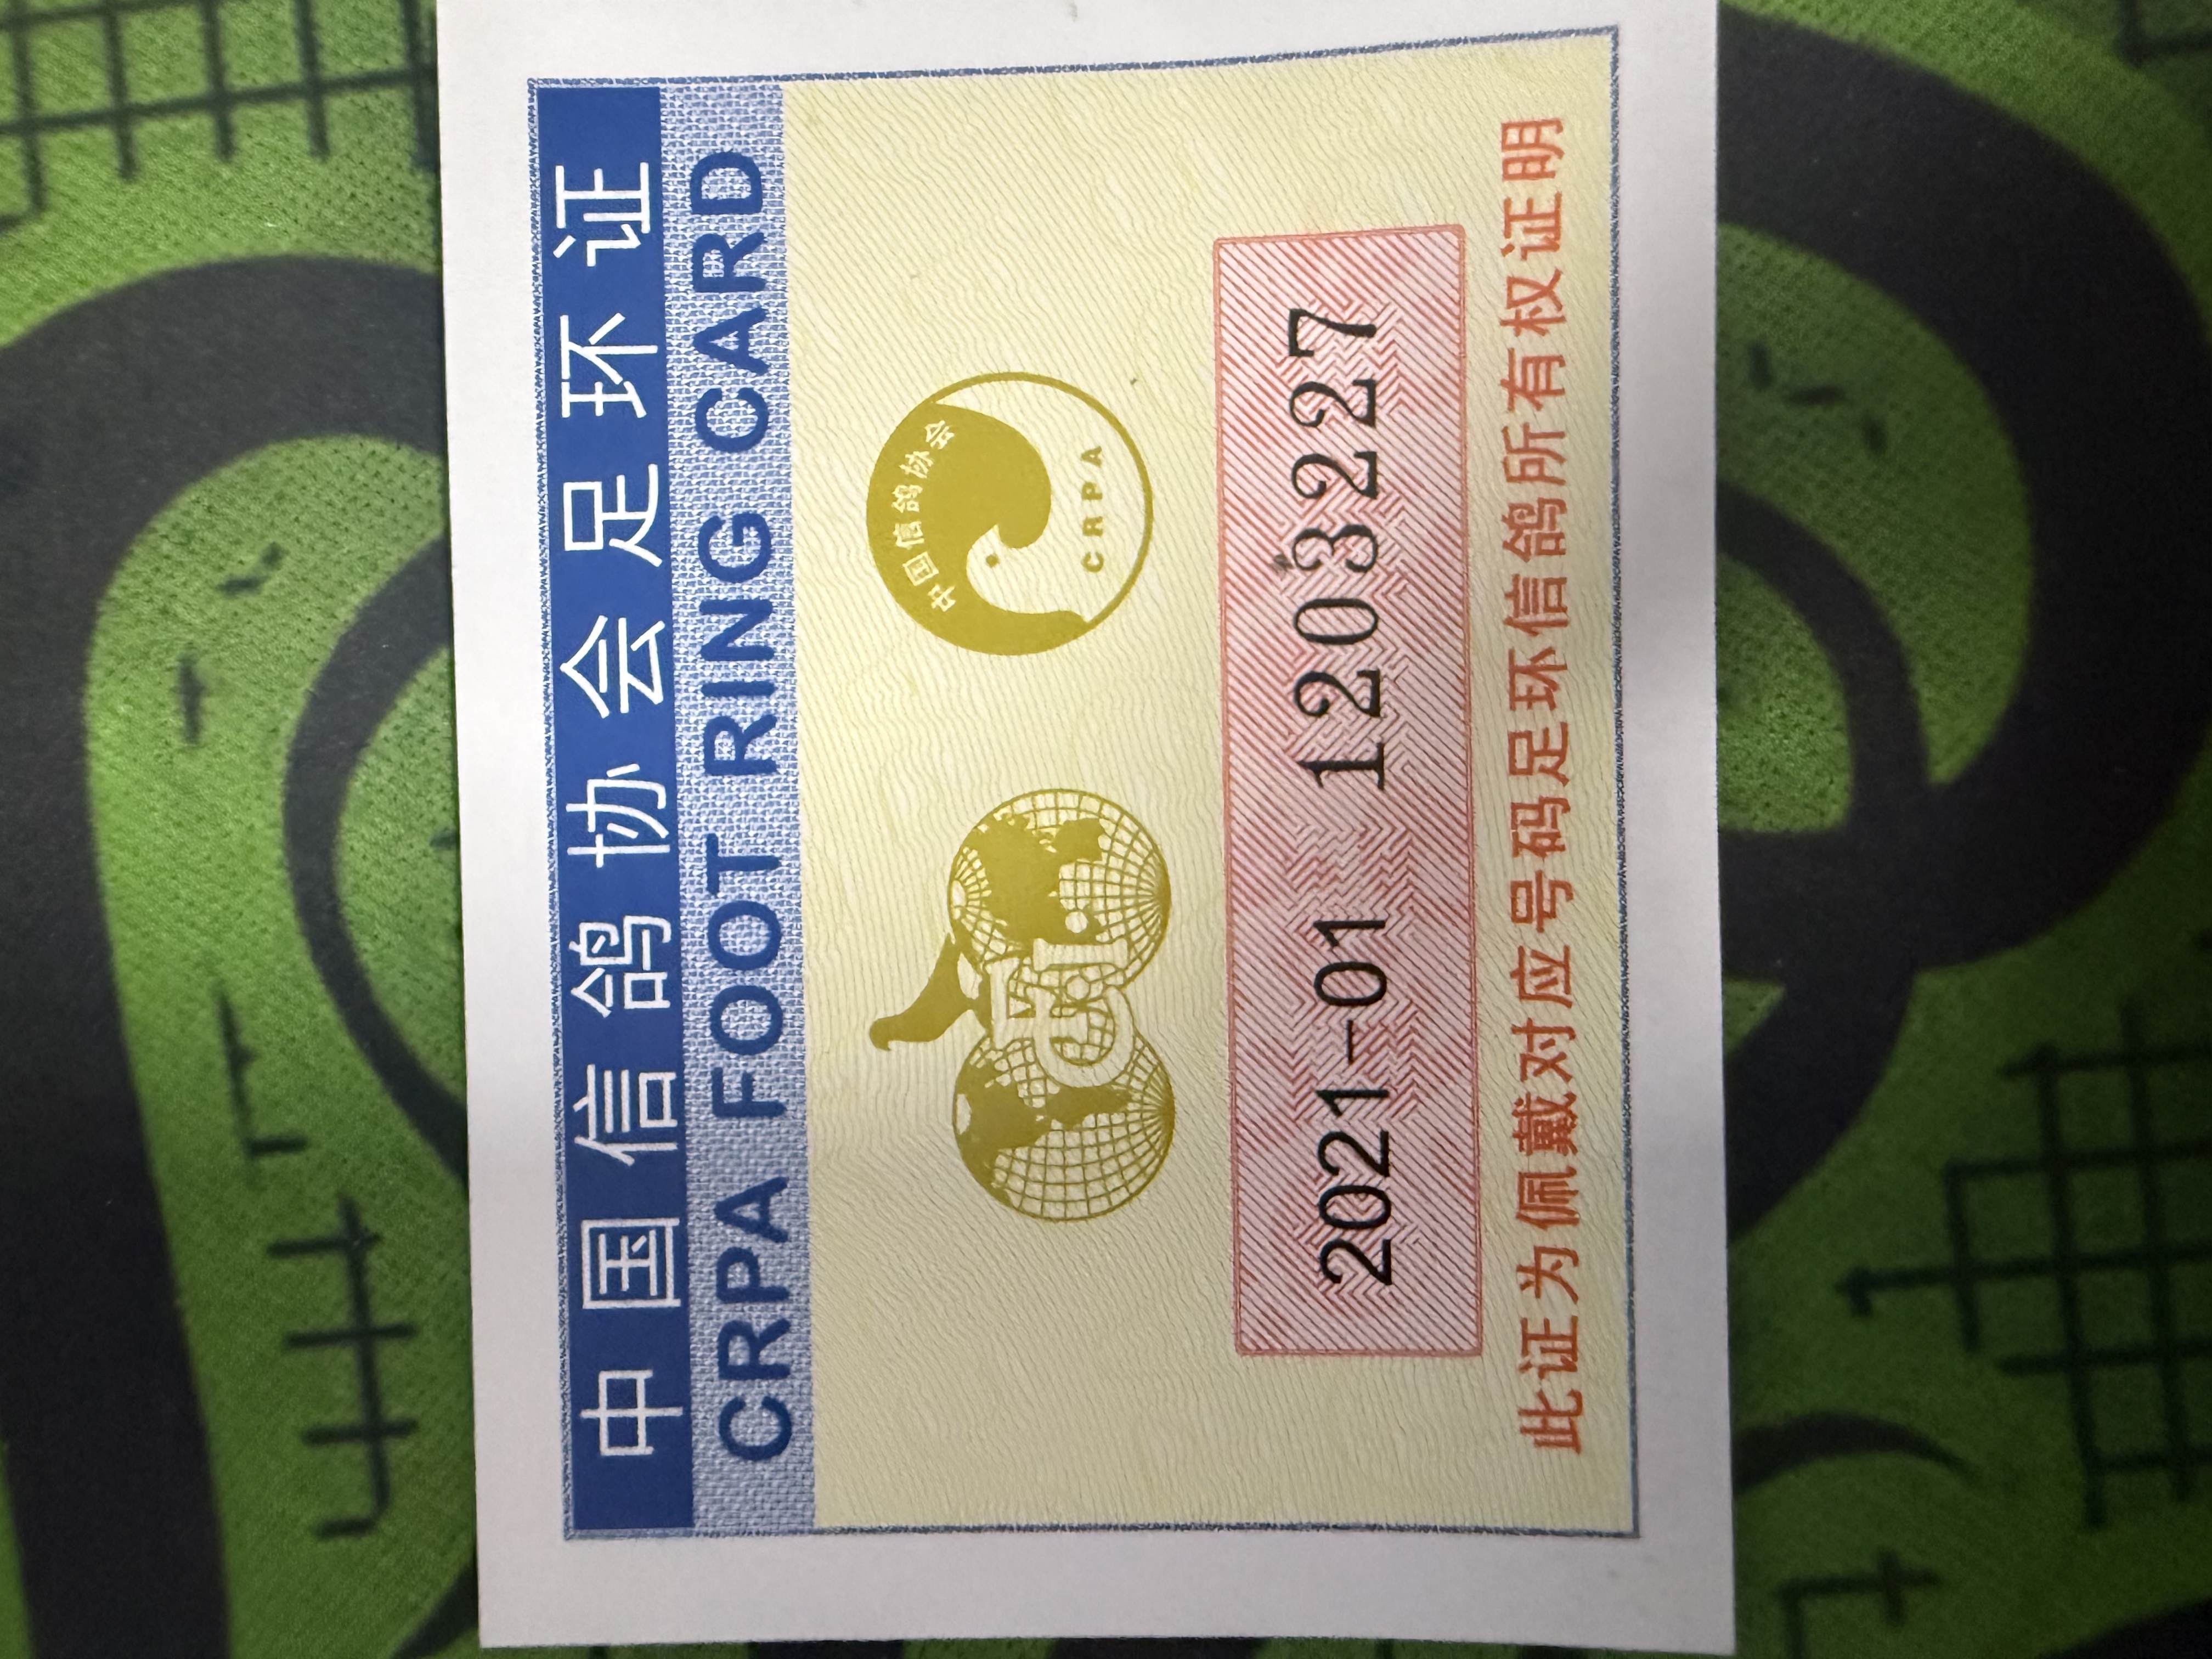 中国信鸽协会足环证
CRPA FOOT RING CARD
FCI
中国信鸽协会
CRPA
2021-01 1203227
此证为佩戴对应号码足环信鸽所有权证明